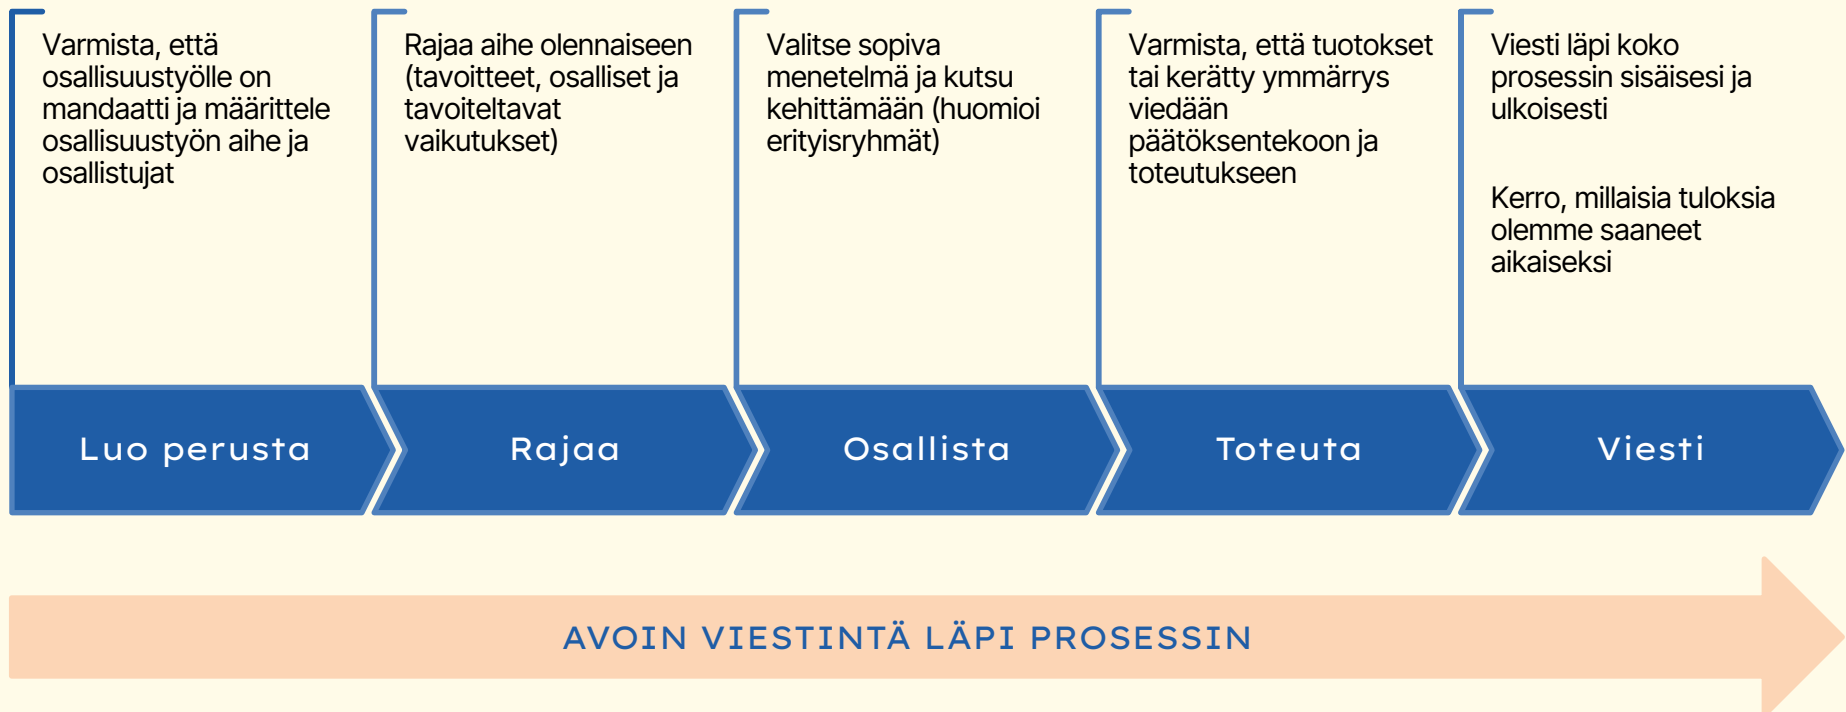 Varmista, että
osallisuustyölle on
mandaatti ja määrittele
osallisuustyön aihe ja
osallistujat
Rajaa aihe olennaiseen
(tavoitteet, osalliset ja
tavoiteltavat
vaikutukset)
Valitse sopiva
menetelmä ja kutsu
kehittämään (huomioi
erityisryhmät)
Varmista, että tuotokset
tai kerätty ymmärrys
viedään
päätöksentekoon ja
toteutukseen
Viesti läpi koko
prosessin sisäisesi ja
ulkoisesti
Kerro, millaisia tuloksia
olemme saaneet
aikaiseksi
Luo perusta
Rajaa
Osallista
Toteuta
Viesti
AVOIN VIESTINTÄ LÄPI PROSESSIN